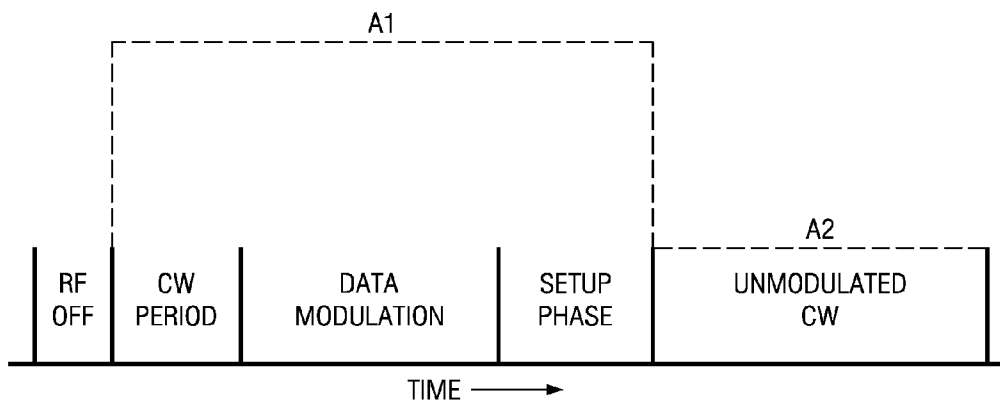 A1
A2
RF
OFF
CW
PERIOD
DATA
MODULATION
SETUP
PHASE
UNMODULATED
CW
TIME